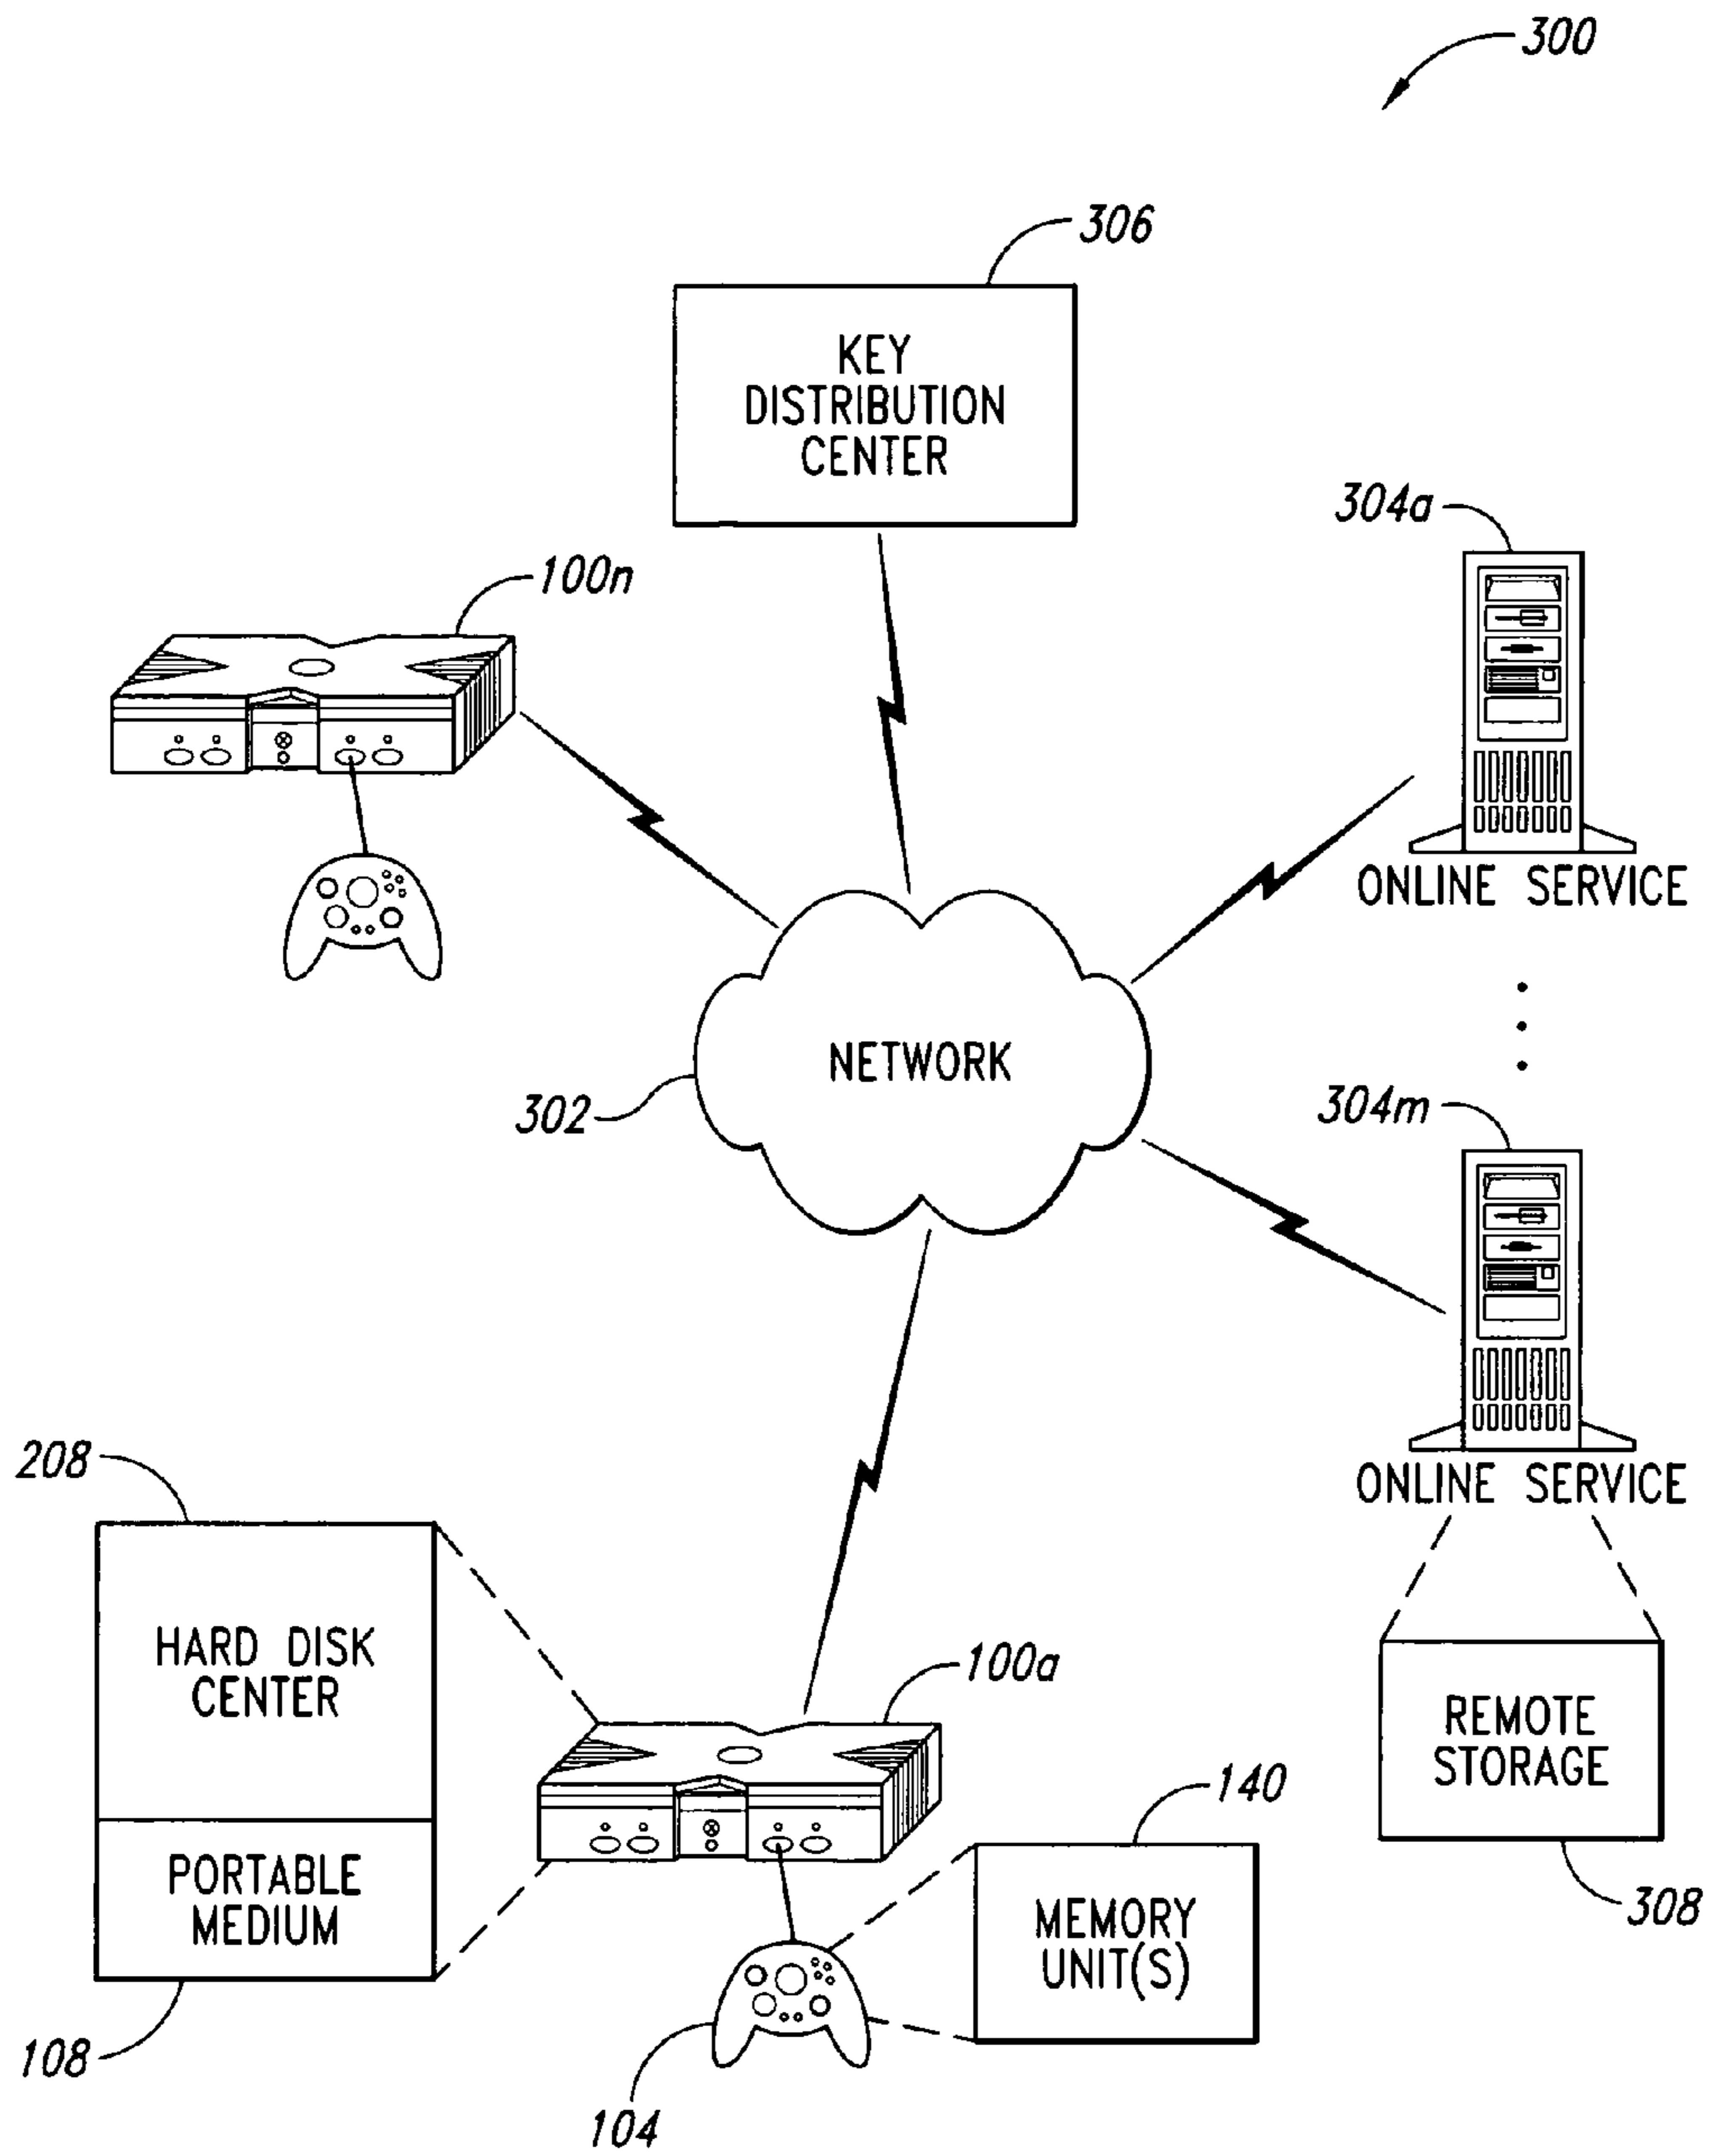 300
306
KEY
DISTRIBUTION
CENTER
304a
100n
ONLINE SERVICE
NETWORK
302
304m
208
ONLINE SERVICE
HARD DISK
CENTER
100a
REMOTE
STORAGE
140
PORTABLE
MEDIUM
308
MEMORY
UNIT(S)
108
104